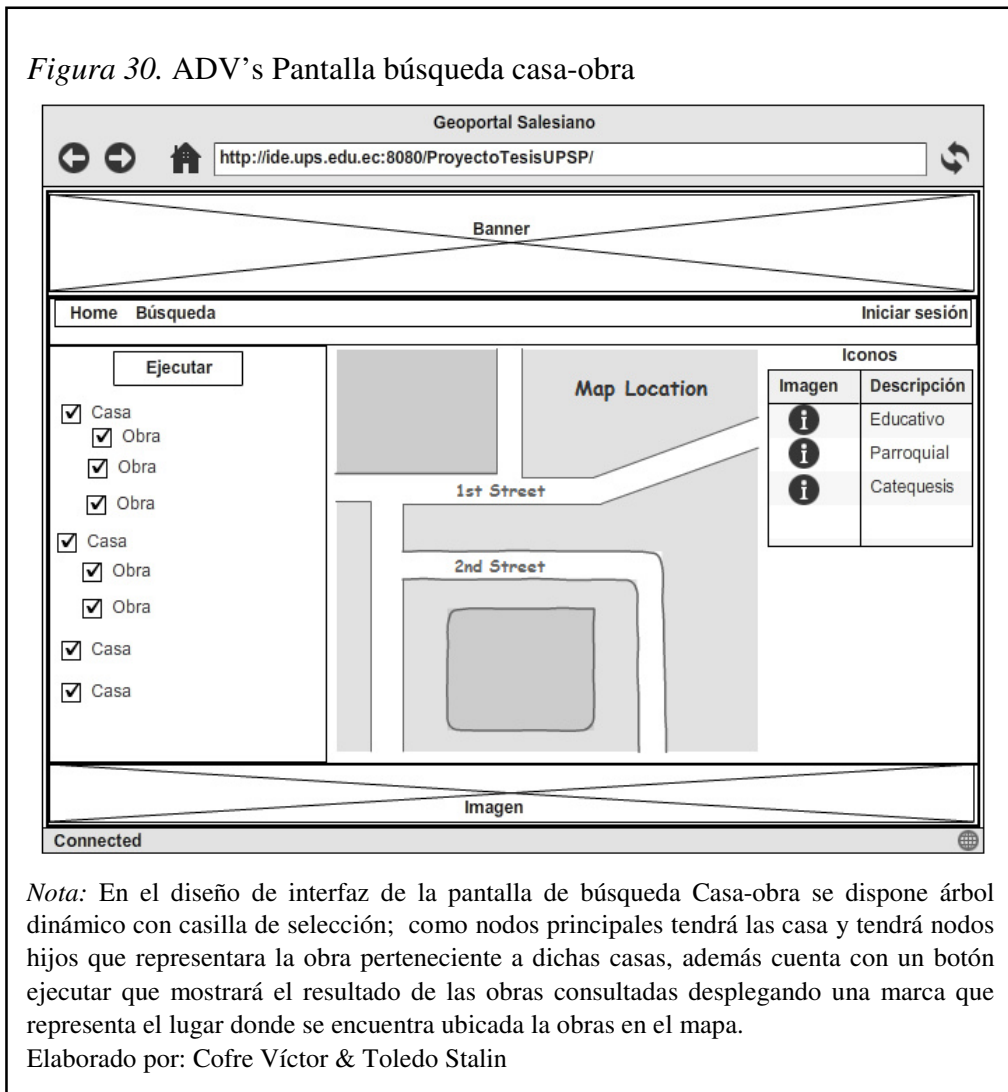 Figura 30. ADV's Pantalla búsqueda casa-obra
Geoportal Salesiano
http://ide.ups.edu.ec:8080/ProyectoTesisUPSP/
Banner
Home Búsqueda Iniciar sesión
Ejecutar
Casa
Obra
Obra
Obra
Casa
Obra
Obra
Casa
Casa
Map Location
1st Street
2nd Street
Iconos
Imagen Descripción
Educativo
Parroquial
Catequesis
Imagen
Connected
Nota: En el diseño de interfaz de la pantalla de búsqueda Casa-obra se dispone árbol
dinámico con casilla de selección; como nodos principales tendrá las casa y tendrá nodos
hijos que representara la obra perteneciente a dichas casas, además cuenta con un botón
ejecutar que mostrará el resultado de las obras consultadas desplegando una marca que
representa el lugar donde se encuentra ubicada la obras en el mapa.
Elaborado por: Cofre Víctor & Toledo Stalin